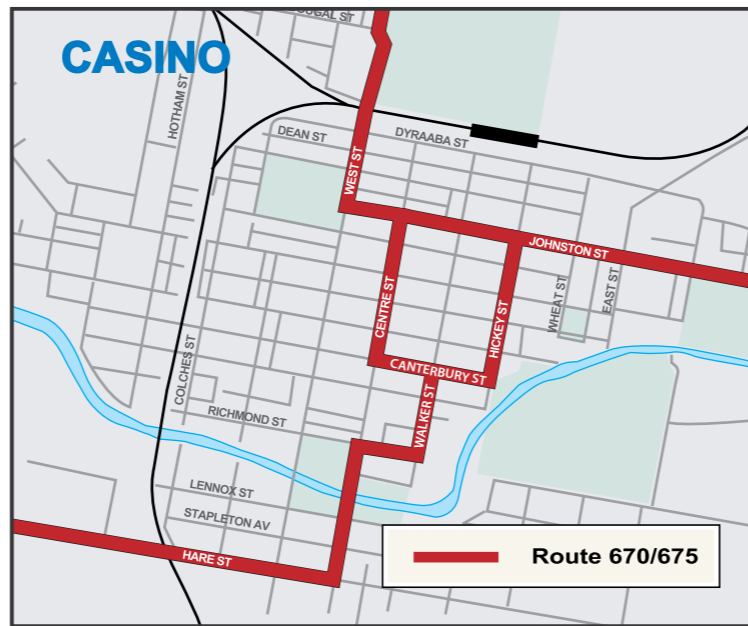 CASINO
HOTHAM ST
DEAN ST
DYRAABA ST
WEST ST
JOHNSTON ST
CENTRE ST
HICKEY ST
WHEAT ST
EAST ST
CANTERBURY ST
COLCHES ST
WALKER ST
RICHMOND ST
LENNOX ST
STAPLETON AV
HARE ST
Route 670/675